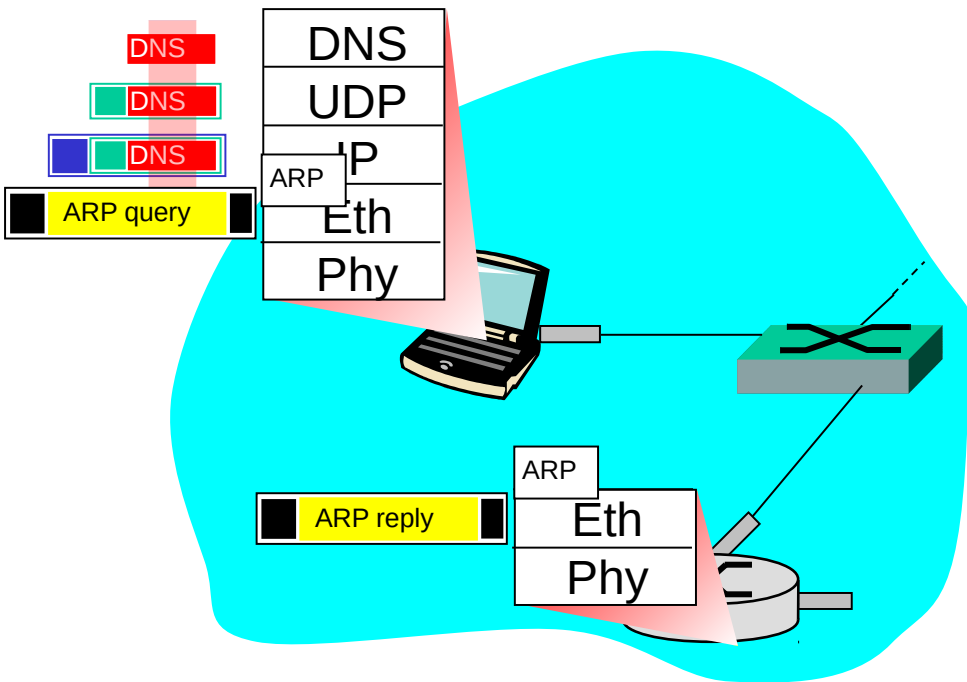 DNS
DNS
DNS
ARP query
DNS
UDP
IP
ARP
Eth
Phy
ARP
ARP reply
Eth
Phy